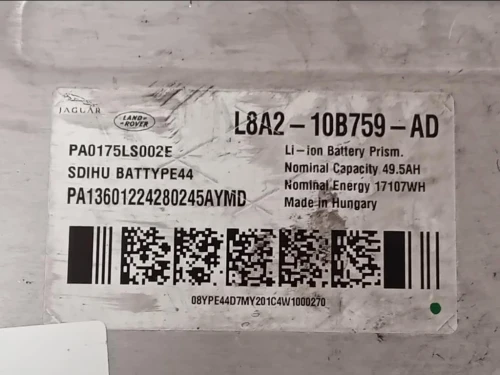 JAGUAR
LAND ROVER
L8A2-10B759-AD
PA0175LS002E
Li-ion Battery Prism.
SDIHU BATTYPE44
Nominal Capacity 49.5AH
Nominal Energy 17107WH
PA13601224280245AYMD
Made in Hungary
08YPE44D7MY201C4W1000270